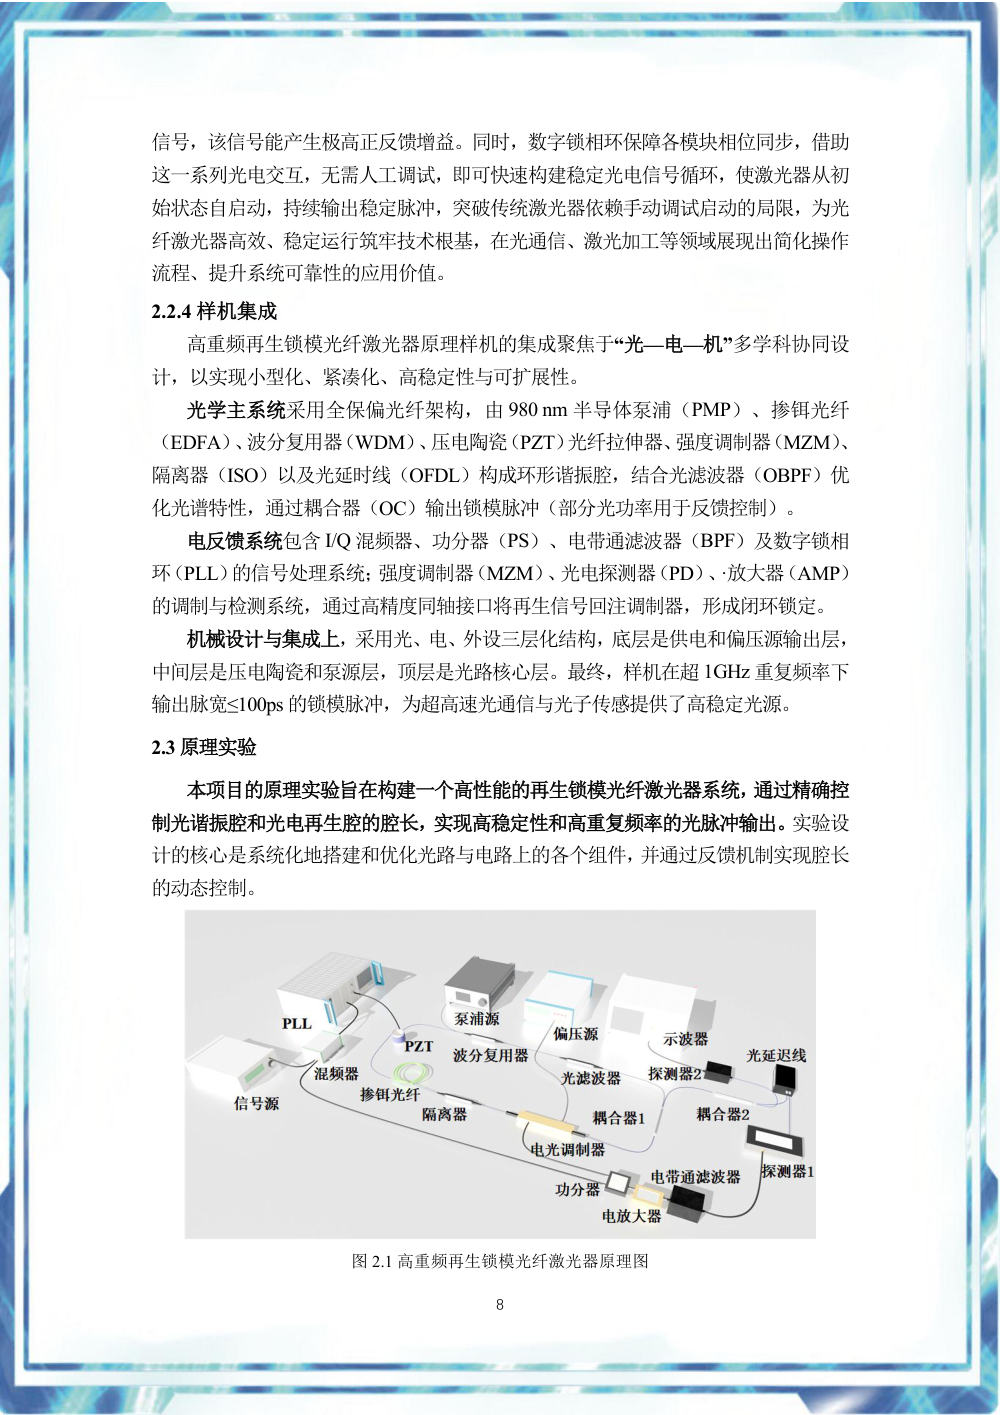 信号，该信号能产生极高正反馈增益。同时，数字锁相环保障各模块相位同步，借助
这一系列光电交互，无需人工调试，即可快速构建稳定光电信号循环，使激光器从初
始状态自启动，持续输出稳定脉冲，突破传统激光器依赖手动调试启动的局限，为光
纤激光器高效、稳定运行筑牢技术根基，在光通信、激光加工等领域展现出简化操作
流程、提升系统可靠性的应用价值。
2.2.4 样机集成
高重频再生锁模光纤激光器原理样机的集成聚焦于“光—电—机”多学科协同设
计，以实现小型化、紧凑化、高稳定性与可扩展性。
光学主系统采用全保偏光纤架构，由 980 nm 半导体泵浦（PMP）、掺铒光纤
（EDFA）、波分复用器（WDM）、压电陶瓷（PZT）光纤拉伸器、强度调制器（MZM）、
隔离器（ISO）以及光延时线（OFDL）构成环形谐振腔，结合光滤波器（OBPF）优
化光谱特性，通过耦合器（OC）输出锁模脉冲（部分光功率用于反馈控制）。
电反馈系统包含 I/Q 混频器、功分器（PS）、电带通滤波器（BPF）及数字锁相
环（PLL）的信号处理系统；强度调制器（MZM）、光电探测器（PD）、·放大器（AMP）
的调制与检测系统，通过高精度同轴接口将再生信号回注调制器，形成闭环锁定。
机械设计与集成上，采用光、电、外设三层化结构，底层是供电和偏压源输出层，
中间层是压电陶瓷和泵源层，顶层是光路核心层。最终，样机在超 1GHz 重复频率下
输出脉宽≤100ps 的锁模脉冲，为超高速光通信与光子传感提供了高稳定光源。
2.3 原理实验
本项目的原理实验旨在构建一个高性能的再生锁模光纤激光器系统，通过精确控
制光谐振腔和光电再生腔的腔长，实现高稳定性和高重复频率的光脉冲输出。实验设
计的核心是系统化地搭建和优化光路与电路上的各个组件，并通过反馈机制实现腔长
的动态控制。
PLL
泵浦源
偏压源
示波器
PZT
波分复用器
光延迟线
混频器
光滤波器
探测器2
信号源
掺铒光纤
隔离器
耦合器1
耦合器2
电光调制器
探测器1
功分器
电带通滤波器
电放大器
图 2.1 高重频再生锁模光纤激光器原理图
8